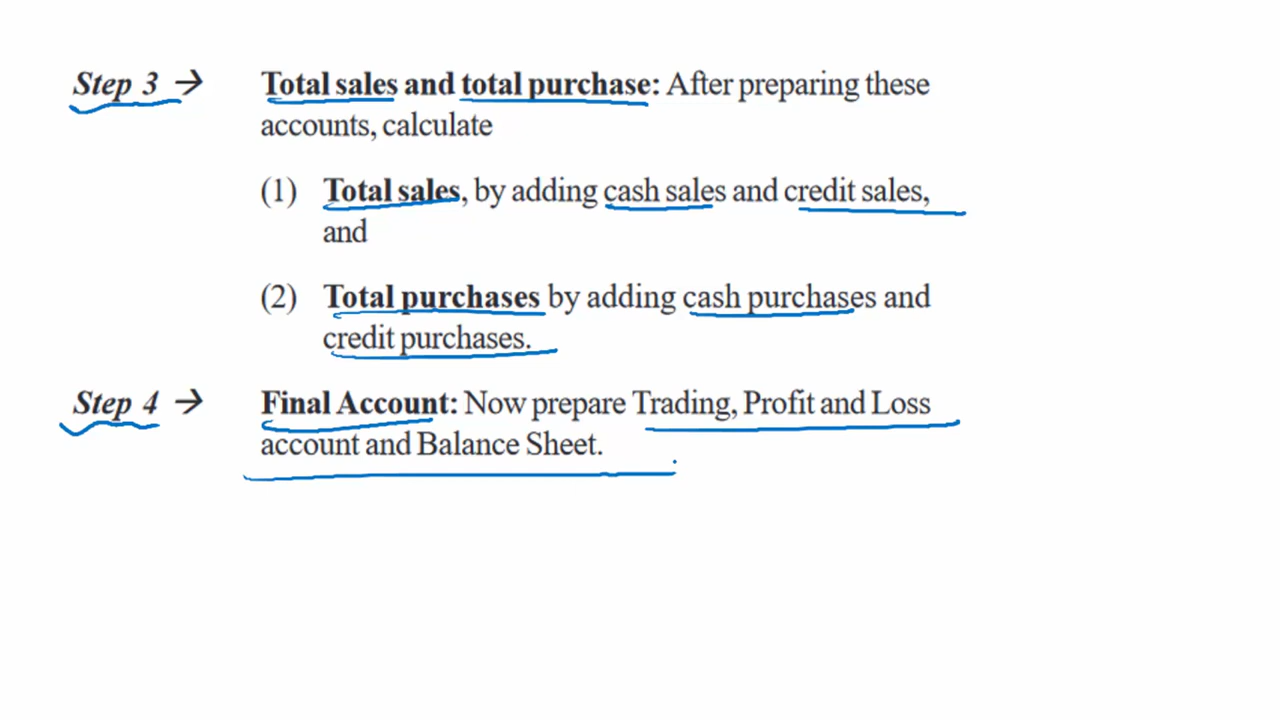 Step 3 → Total sales and total purchase: After preparing these
accounts, calculate
(1) Total sales, by adding cash sales and credit sales,
and
(2) Total purchases by adding cash purchases and
credit purchases.
Step 4 → Final Account: Now prepare Trading, Profit and Loss
account and Balance Sheet.